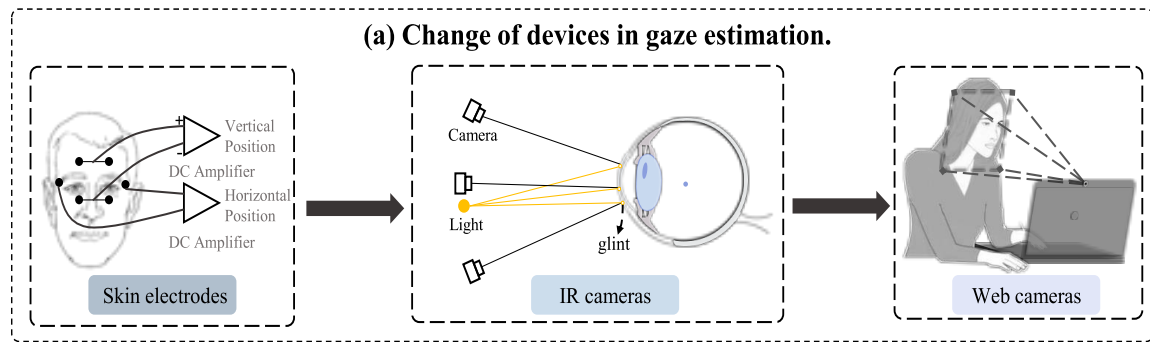 (a) Change of devices in gaze estimation.
+
Vertical
Position
-
DC Amplifier
Horizontal
Position
DC Amplifier
Skin electrodes
Camera
Light
glint
IR cameras
Web cameras